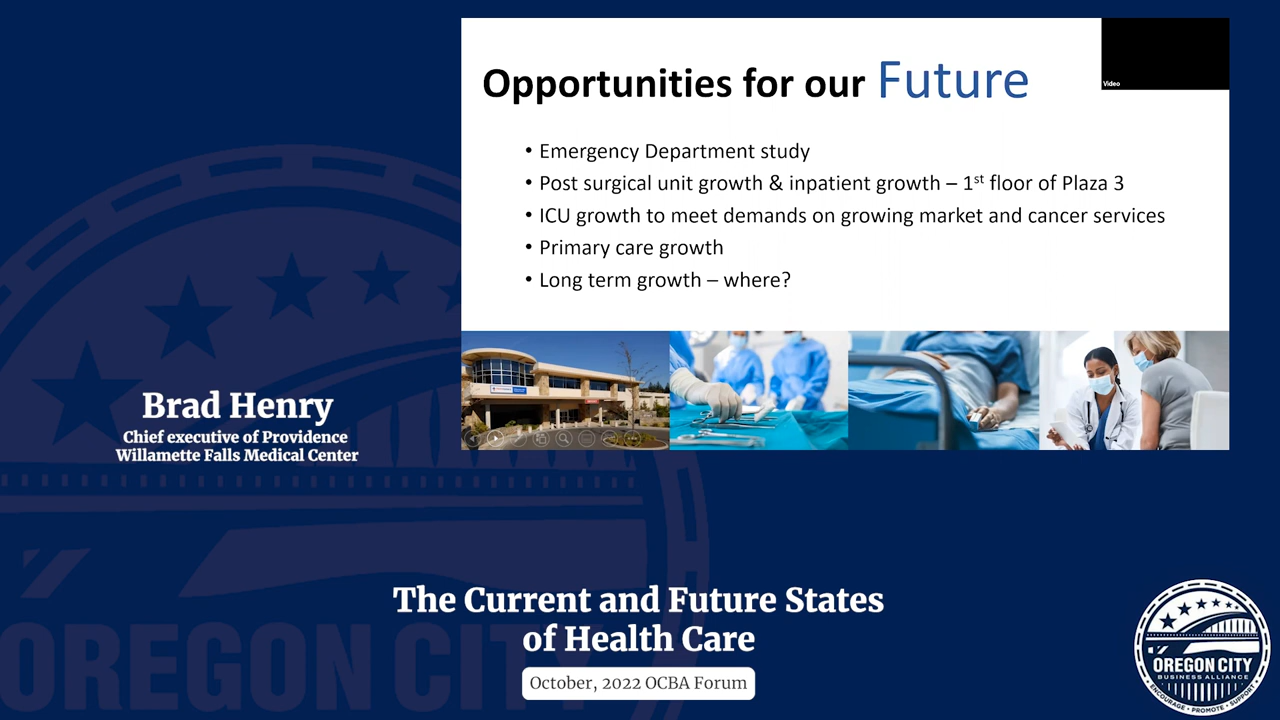 Opportunities for our Future
Video
• Emergency Department study
• Post surgical unit growth & inpatient growth – 1st floor of Plaza 3
• ICU growth to meet demands on growing market and cancer services
• Primary care growth
• Long term growth – where?
Brad Henry
Chief executive of Providence
Willamette Falls Medical Center
The Current and Future States
of Health Care
October, 2022 OCBA Forum
OREGON CITY
BUSINESS ALLIANCE
ENCOURAGE • PROMOTE • SUPPORT
OREGON C